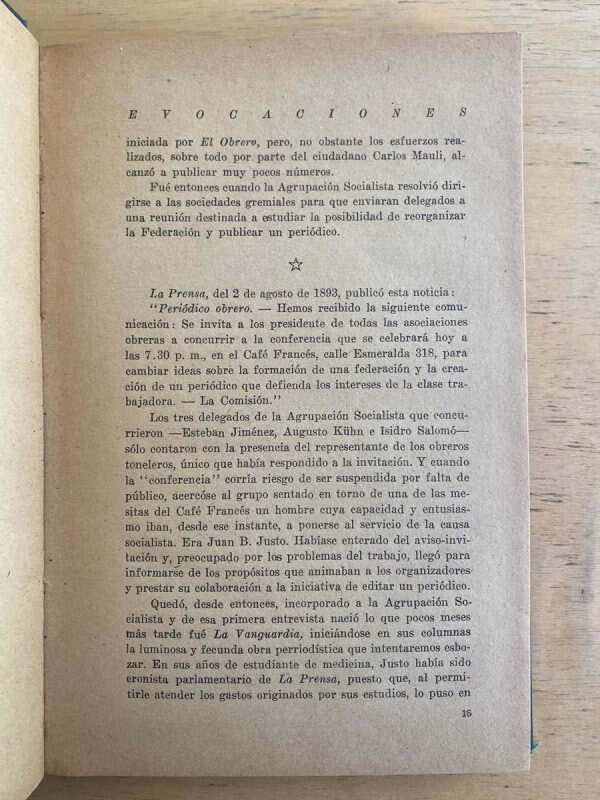 EVOCACIONES
iniciada por El Obrero, pero, no obstante los esfuerzos rea-
lizados, sobre todo por parte del ciudadano Carlos Mauli, al-
canzó a publicar muy pocos números.
Fué entonces cuando la Agrupación Socialista resolvió diri-
girse a las sociedades gremiales para que enviaran delegados a
una reunión destinada a estudiar la posibilidad de reorganizar
la Federación y publicar un periódico.
La Prensa, del 2 de agosto de 1893, publicó esta noticia:
"Periódico obrero. — Hemos recibido la siguiente comu-
nicación: Se invita a los presidente de todas las asociaciones
obreras a concurrir a la conferencia que se celebrará hoy a
las 7.30 p. m., en el Café Francés, calle Esmeralda 318, para
cambiar ideas sobre la formación de una federación y la crea-
ción de un periódico que defienda los intereses de la clase tra-
bajadora. — La Comisión."
Los tres delegados de la Agrupación Socialista que concu-
rrieron —Esteban Jiménez, Augusto Kühn e Isidro Salomó—
sólo contaron con la presencia del representante de los obreros
toneleros, único que había respondido a la invitación. Y cuando
la "conferencia" corría riesgo de ser suspendida por falta de
público, acercóse al grupo sentado en torno de una de las me-
sitas del Café Francés un hombre cuya capacidad y entusias-
mo iban, desde ese instante, a ponerse al servicio de la causa
socialista. Era Juan B. Justo. Habíase enterado del aviso-invi-
tación y, preocupado por los problemas del trabajo, llegó para
informarse de los propósitos que animaban a los organizadores
y prestar su colaboración a la iniciativa de editar un periódico.
Quedó, desde entonces, incorporado a la Agrupación So-
cialista y de esa primera entrevista nació lo que pocos meses
más tarde fué La Vanguardia, iniciándose en sus columnas
la luminosa y fecunda obra perriodística que intentaremos esbo-
zar. En sus años de estudiante de medicina, Justo había sido
cronista parlamentario de La Prensa, puesto que, al permi-
tirle atender los gastos originados por sus estudios, lo puso en
15